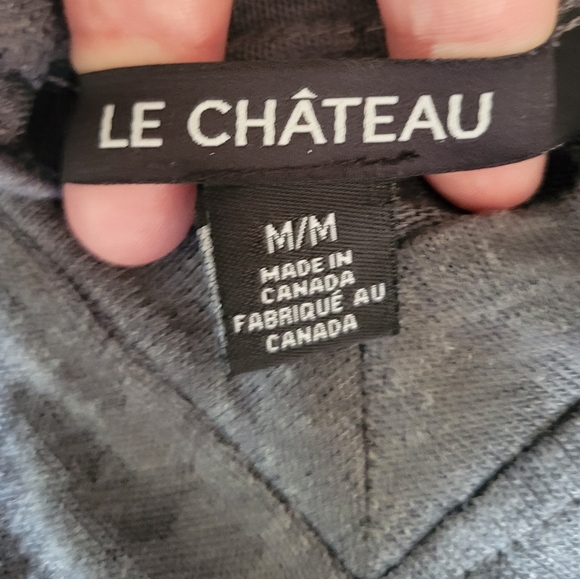 LE CHÂTEAU
M/M
MADE IN
CANADA
FABRIQUÉ AU
CANADA